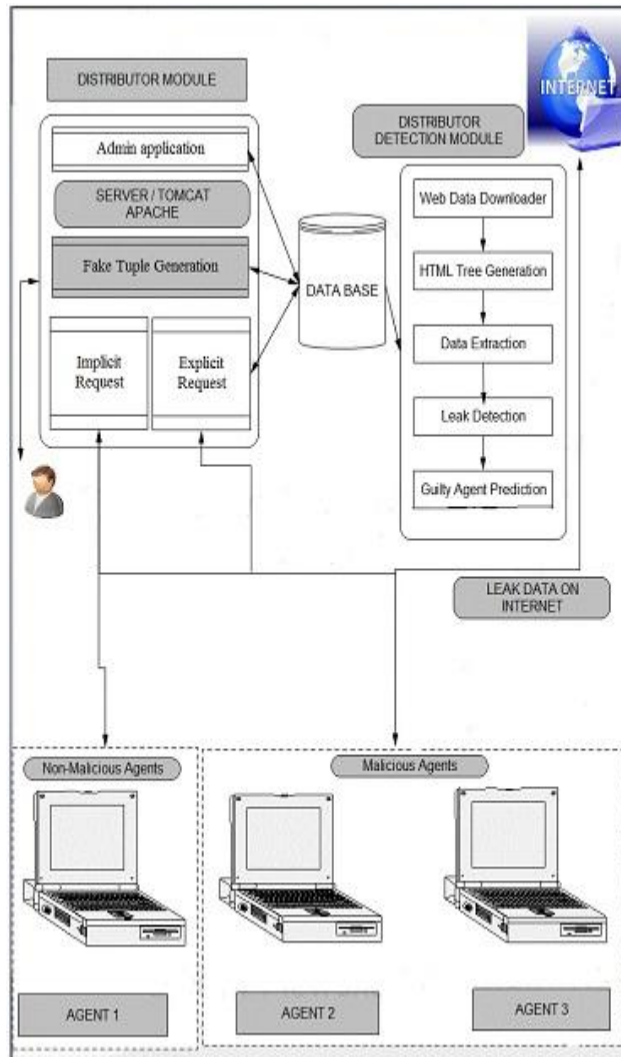 DISTRIBUTOR MODULE
INTERNET
DISTRIBUTOR
DETECTION MODULE
Admin application
SERVER / TOMCAT
APACHE
Fake Tuple Generation
Implicit
Request
Explicit
Request
DATA BASE
Web Data Downloader
HTML Tree Generation
Data Extraction
Leak Detection
Guilty Agent Prediction
LEAK DATA ON
INTERNET
Non-Malicious Agents
Malicious Agents
AGENT 1
AGENT 2
AGENT 3